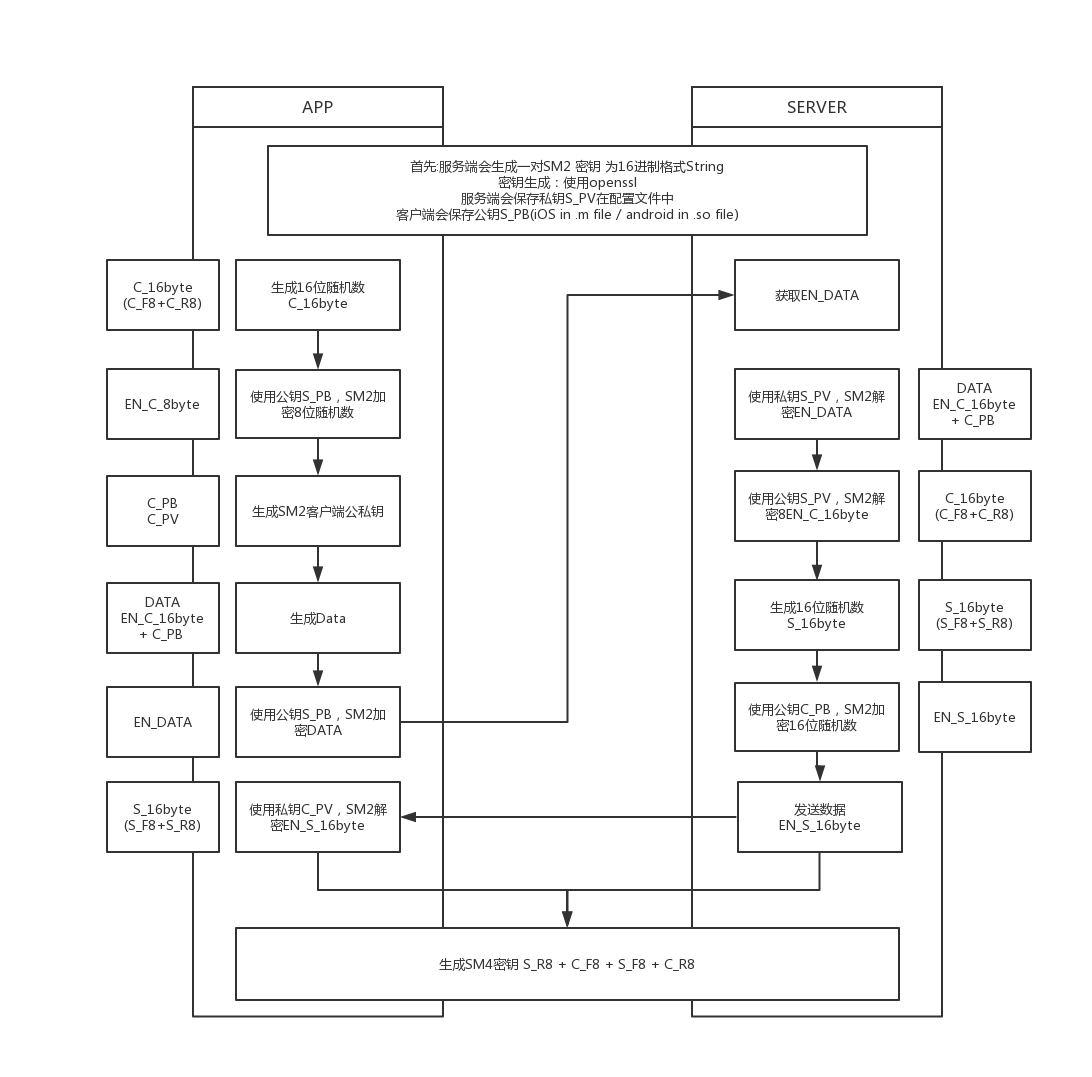 APP
SERVER
首先:服务端会生成一对SM2 密钥 为16进制格式String
密钥生成：使用openssl
服务端会保存私钥S_PV在配置文件中
客户端会保存公钥S_PB(iOS in .m file / android in .so file)
C_16byte
(C_F8+C_R8)
生成16位随机数
C_16byte
获取EN_DATA
EN_C_8byte
使用公钥S_PB，SM2加
密8位随机数
使用私钥S_PV，SM2解
密EN_DATA
DATA
EN_C_16byte
+ C_PB
C_PB
C_PV
生成SM2客户端公私钥
使用公钥S_PV，SM2解
密8EN_C_16byte
C_16byte
(C_F8+C_R8)
DATA
EN_C_16byte
+ C_PB
生成Data
生成16位随机数
S_16byte
S_16byte
(S_F8+S_R8)
EN_DATA
使用公钥S_PB，SM2加
密DATA
使用公钥C_PB，SM2加
密16位随机数
EN_S_16byte
S_16byte
(S_F8+S_R8)
使用私钥C_PV，SM2解
密EN_S_16byte
发送数据
EN_S_16byte
生成SM4密钥 S_R8 + C_F8 + S_F8 + C_R8